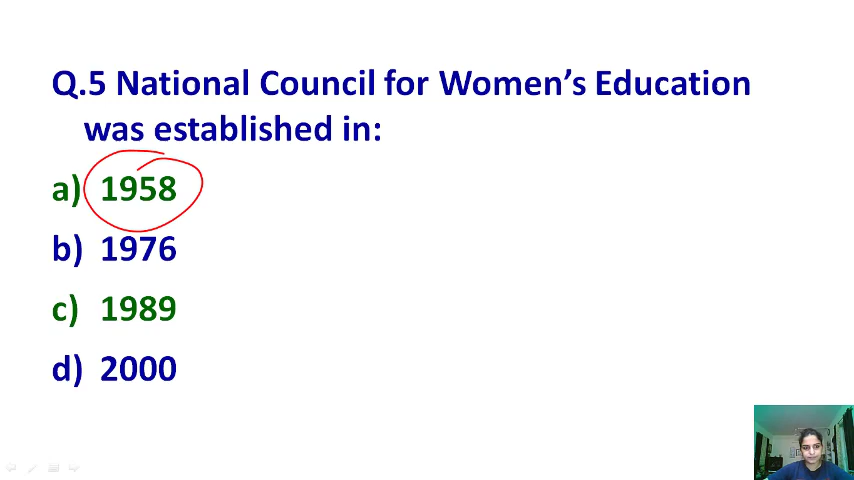 Q.5 National Council for Women’s Education
was established in:
a) 1958
b) 1976
c) 1989
d) 2000